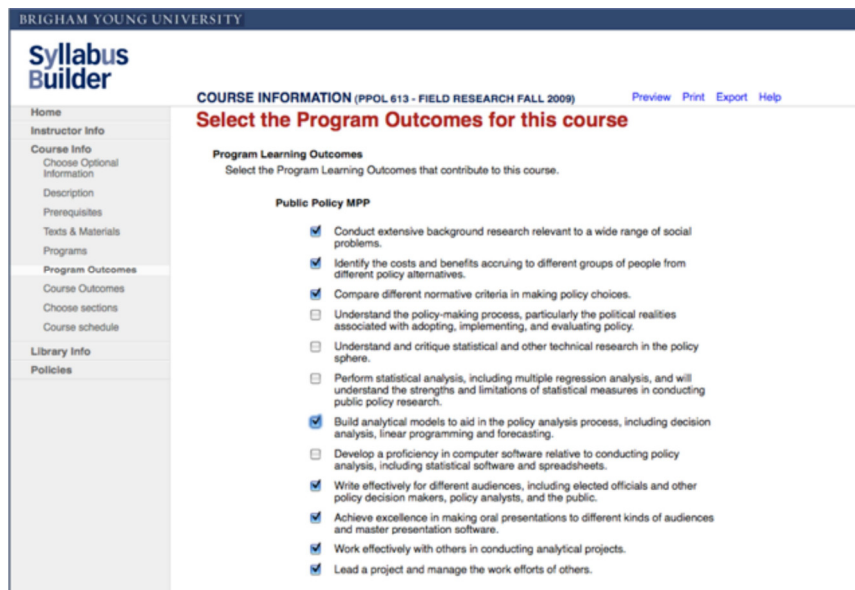 BRIGHAM YOUNG UNIVERSITY
Syllabus
Builder
COURSE INFORMATION (PPOL 613 - FIELD RESEARCH FALL 2009)
Preview Print Export Help
Home
Instructor Info
Course Info
Choose Optional
Information
Description
Prerequisites
Texts & Materials
Programs
Program Outcomes
Course Outcomes
Choose sections
Course schedule
Library Info
Policies
Select the Program Outcomes for this course
Program Learning Outcomes
Select the Program Learning Outcomes that contribute to this course.
Public Policy MPP
Conduct extensive background research relevant to a wide range of social
problems.
Identify the costs and benefits accruing to different groups of people from
different policy alternatives.
Compare different normative criteria in making policy choices.
Understand the policy-making process, particularly the political realities
associated with adopting, implementing, and evaluating policy.
Understand and critique statistical and other technical research in the policy
sphere.
Perform statistical analysis, including multiple regression analysis, and will
understand the strengths and limitations of statistical measures in conducting
public policy research.
Build analytical models to aid in the policy analysis process, including decision
analysis, linear programming and forecasting.
Develop a proficiency in computer software relative to conducting policy
analysis, including statistical software and spreadsheets.
Write effectively for different audiences, including elected officials and other
policy decision makers, policy analysts, and the public.
Achieve excellence in making oral presentations to different kinds of audiences
and master presentation software.
Work effectively with others in conducting analytical projects.
Lead a project and manage the work efforts of others.